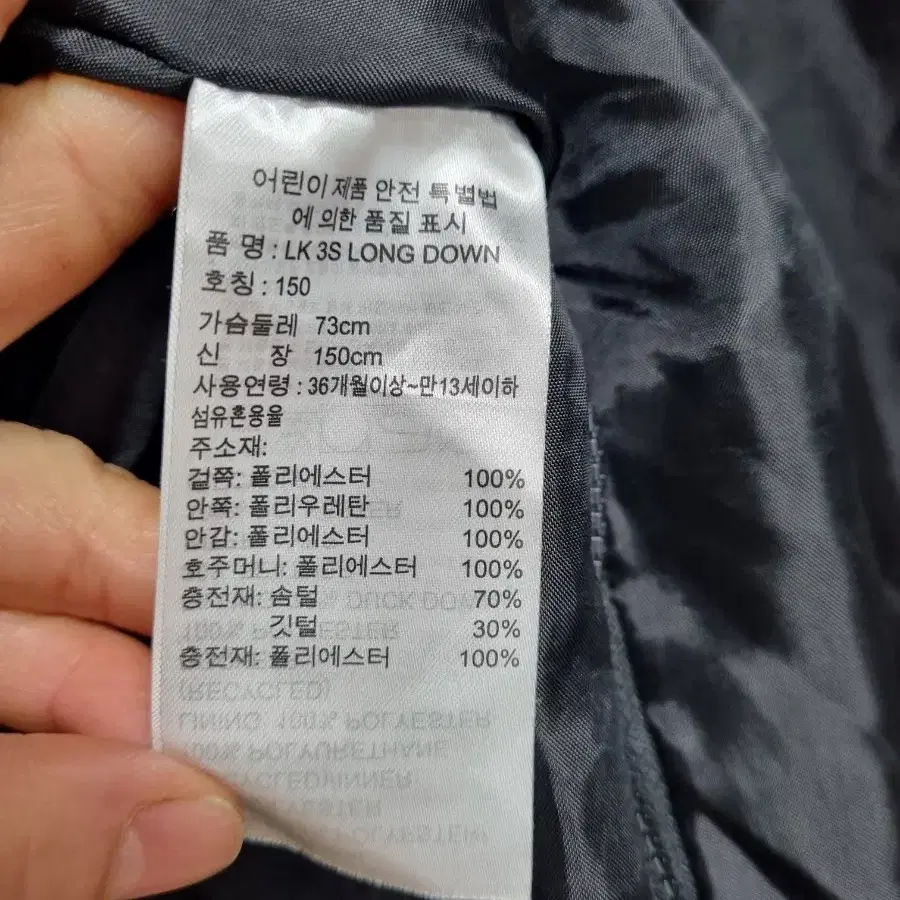 어린이제품 안전 특별법
에 의한 품질 표시
품 명 : LK 3S LONG DOWN
호칭 : 150
가슴둘레 73cm
신 장 150cm
사용연령 : 36개월이상~만13세이하
섬유혼용율
주소재:
겉쪽: 폴리에스터 100%
안쪽: 폴리우레탄 100%
안감: 폴리에스터 100%
호주머니: 폴리에스터 100%
충전재: 솜털 70%
깃털 30%
충전재: 폴리에스터 100%